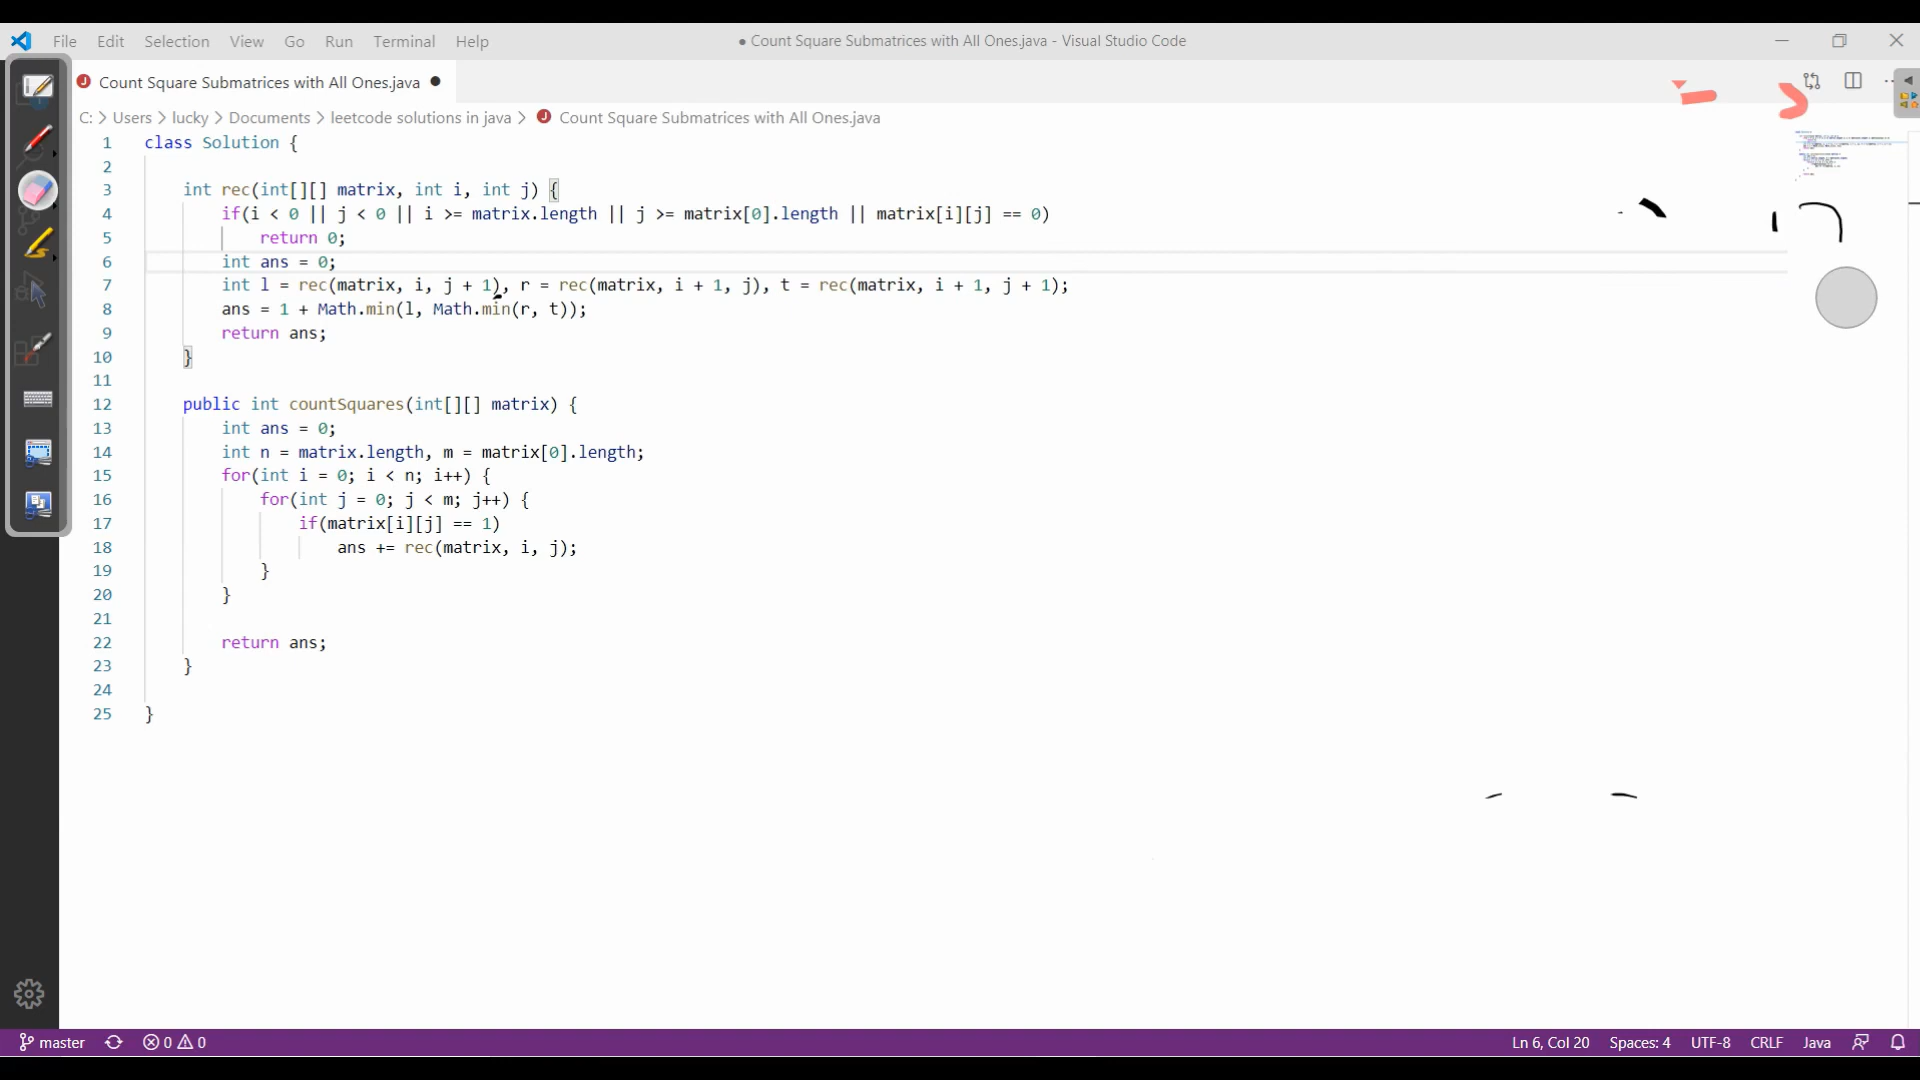 File Edit Selection View Go Run Terminal Help ● Count Square Submatrices with All Ones.java - Visual Studio Code
Count Square Submatrices with All Ones.java ●
C: > Users > lucky > Documents > leetcode solutions in java > Count Square Submatrices with All Ones.java
1 class Solution {
2
3 int rec(int[][] matrix, int i, int j) {
4 if(i < 0 || j < 0 || i >= matrix.length || j >= matrix[0].length || matrix[i][j] == 0)
5 return 0;
6 int ans = 0;
7 int l = rec(matrix, i, j + 1), r = rec(matrix, i + 1, j), t = rec(matrix, i + 1, j + 1);
8 ans = 1 + Math.min(l, Math.min(r, t));
9 return ans;
10 }
11
12 public int countSquares(int[][] matrix) {
13 int ans = 0;
14 int n = matrix.length, m = matrix[0].length;
15 for(int i = 0; i < n; i++) {
16 for(int j = 0; j < m; j++) {
17 if(matrix[i][j] == 1)
18 ans += rec(matrix, i, j);
19 }
20 }
21
22 return ans;
23 }
24
25 }
master 0 0 Ln 6, Col 20 Spaces: 4 UTF-8 CRLF Java